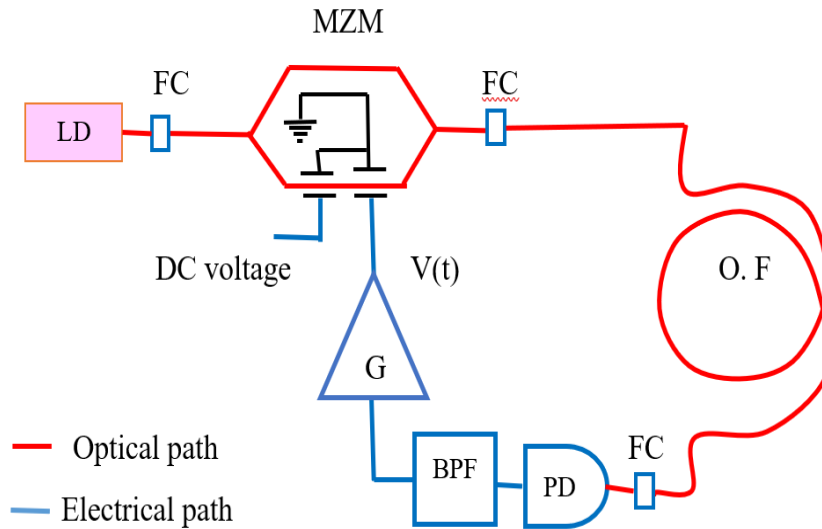 MZM
FC
FC
LD
DC voltage
V(t)
O. F
G
FC
BPF
PD
Optical path
Electrical path